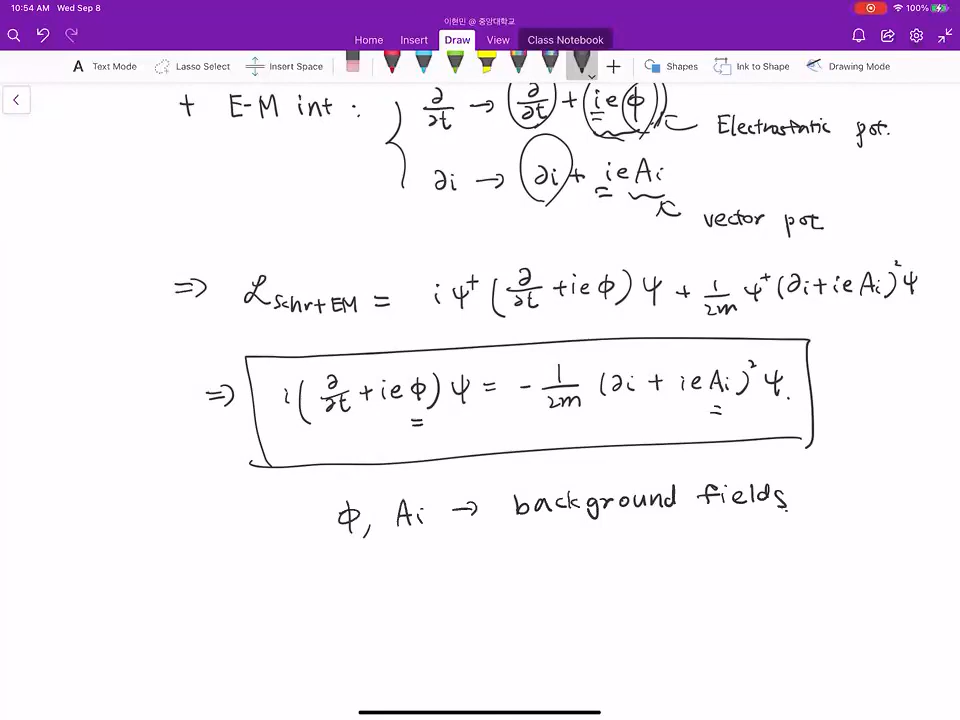 10:54 AM Wed Sep 8
100%
이현민 @ 중앙대학교
Home Insert Draw View Class Notebook
Text Mode Lasso Select Insert Space Shapes Ink to Shape Drawing Mode
+ E-M int : { ∂/∂t → (∂/∂t) + (ieϕ) Electrostatic pot.
∂i → ∂i + ieAi
vector pot
⇒ ℒSchr+EM = iψ†(∂/∂t + ieϕ)ψ + 1/2m ψ†(∂i + ieAi)²ψ
⇒ i(∂/∂t + ieϕ)ψ = - 1/2m (∂i + ieAi)²ψ.
ϕ, Ai → background fields.